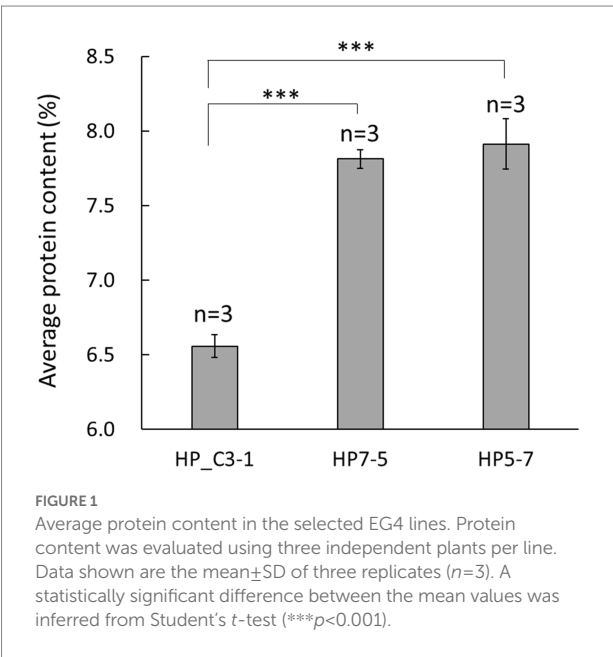 8.5
8.0
7.5
7.0
6.5
6.0
Average protein content (%)
***
***
n=3
n=3
n=3
HP_C3-1 HP7-5 HP5-7
FIGURE 1
Average protein content in the selected EG4 lines. Protein
content was evaluated using three independent plants per line.
Data shown are the mean±SD of three replicates (n=3). A
statistically significant difference between the mean values was
inferred from Student’s t-test (***p<0.001).